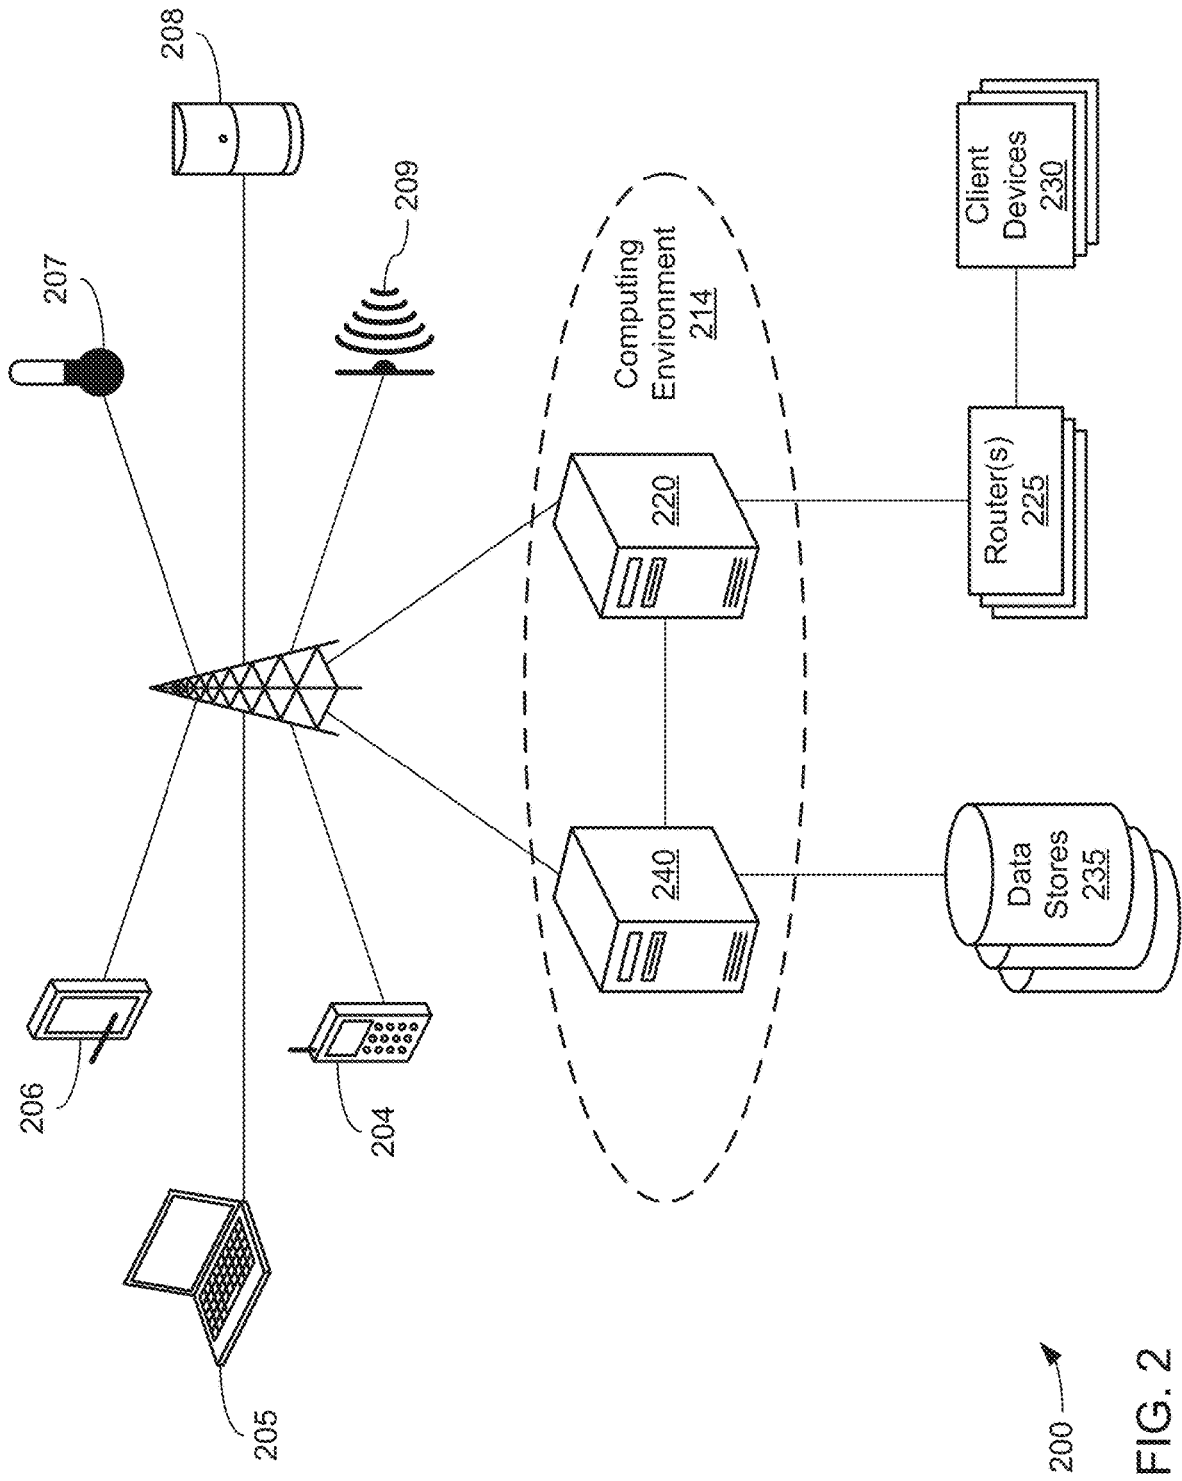 206
207
208
205
204
209
Computing
Environment
214
240
220
Data
Stores
235
Router(s)
225
Client
Devices
230
200
FIG. 2